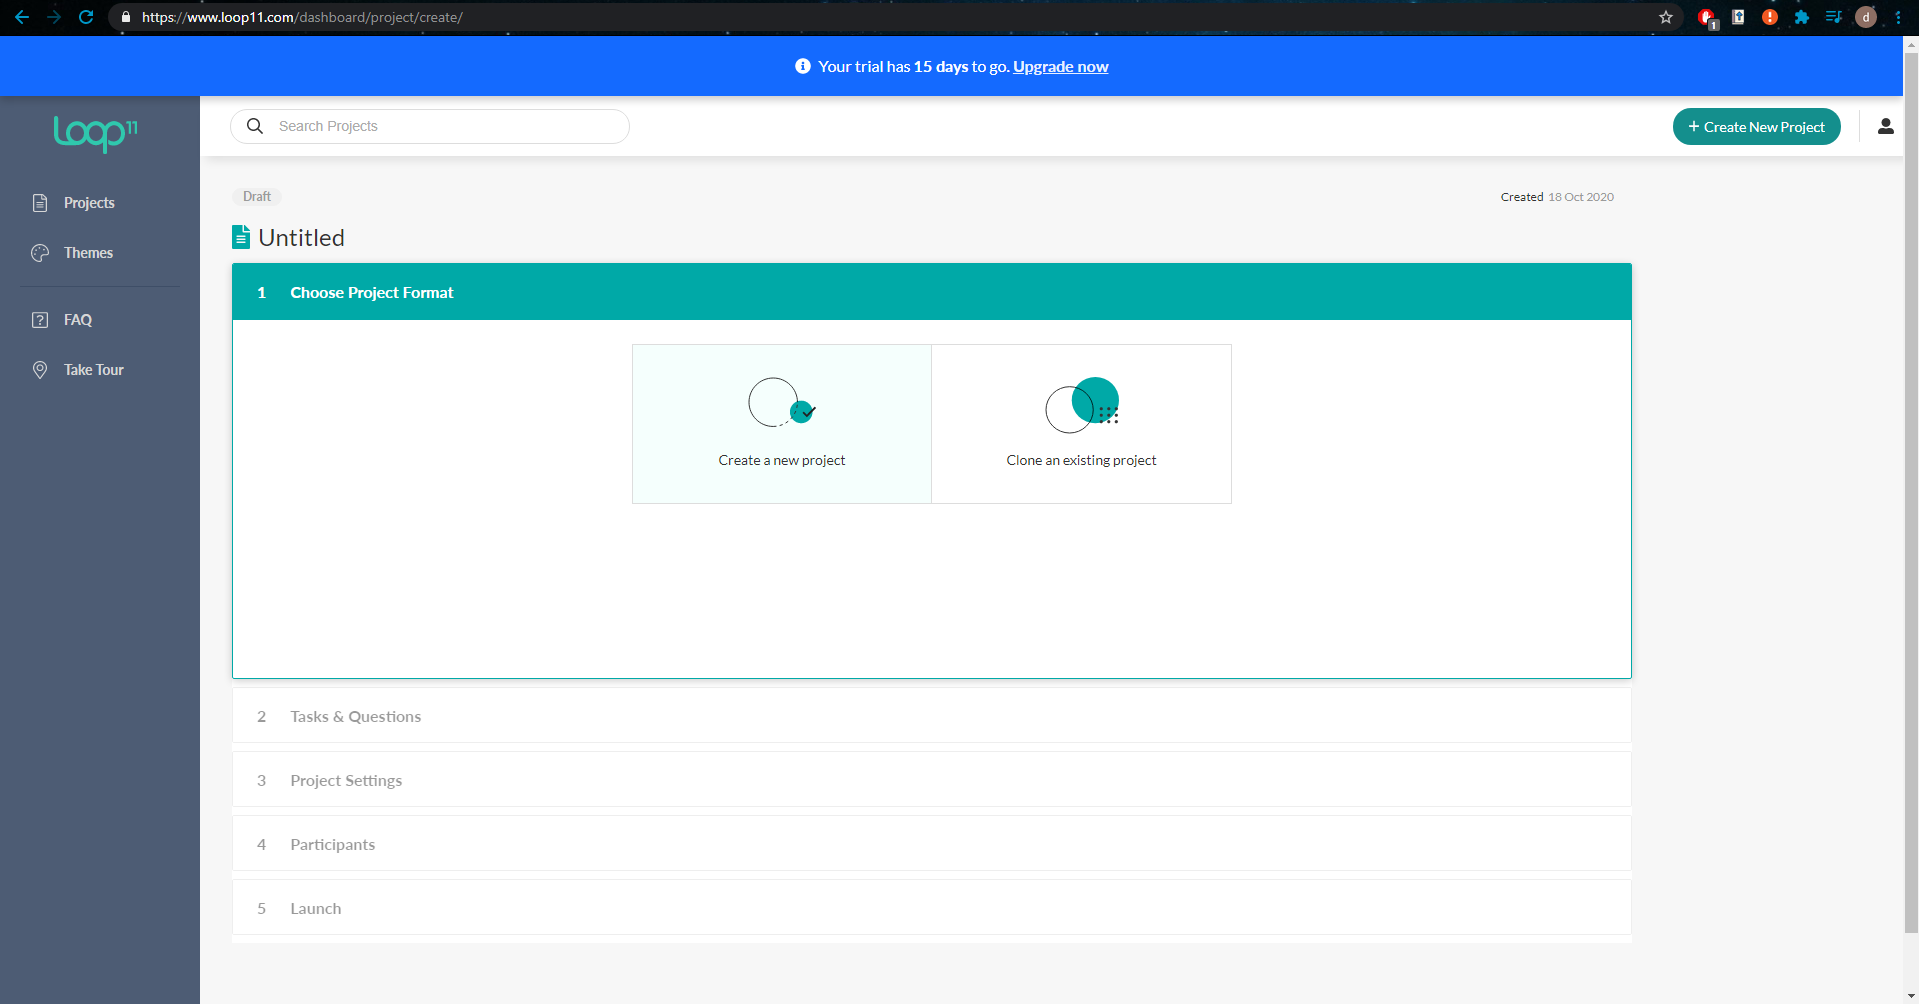 https://www.loop11.com/dashboard/project/create/
1
d
Your trial has 15 days to go. Upgrade now
Loop11
Search Projects
+ Create New Project
Projects
Themes
FAQ
Take Tour
Draft
Created 18 Oct 2020
Untitled
1 Choose Project Format
Create a new project
Clone an existing project
2 Tasks & Questions
3 Project Settings
4 Participants
5 Launch